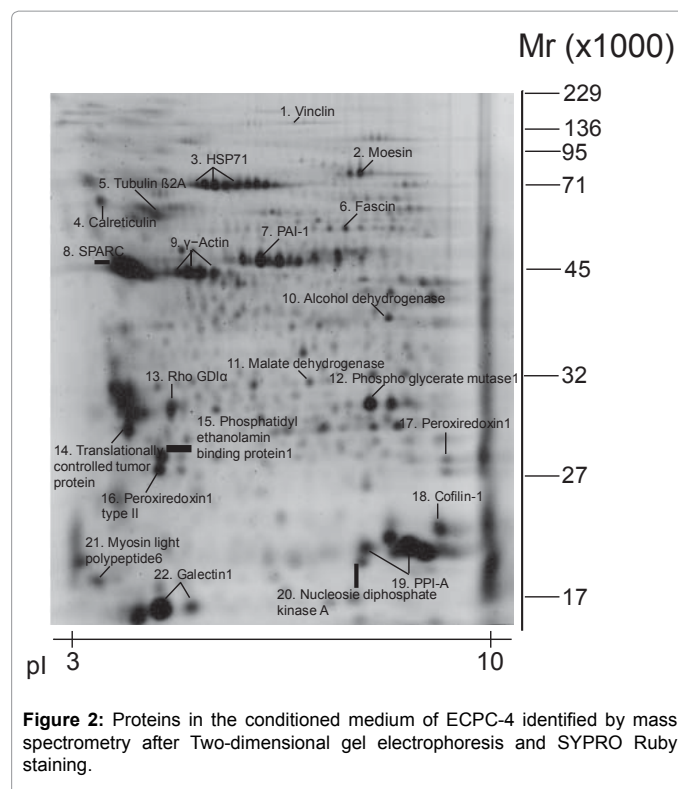 Mr (x1000)
229
1. Vinclin
136
95
2. Moesin
3. HSP71
71
5. Tubulin ß2A
6. Fascin
4. Calreticulin
7. PAI-1
9. γ−Actin
8. SPARC
45
10. Alcohol dehydrogenase
11. Malate dehydrogenase
32
12. Phospho glycerate mutase1
13. Rho GDIα
15. Phosphatidyl
ethanolamin
binding protein1
17. Peroxiredoxin1
14. Translationally
controlled tumor
protein
27
16. Peroxiredoxin1
type II
18. Cofilin-1
21. Myosin light
polypeptide6
22. Galectin1
19. PPI-A
20. Nucleosie diphosphate
kinase A
17
pI
3
10
Figure 2: Proteins in the conditioned medium of ECPC-4 identified by mass
spectrometry after Two-dimensional gel electrophoresis and SYPRO Ruby
staining.